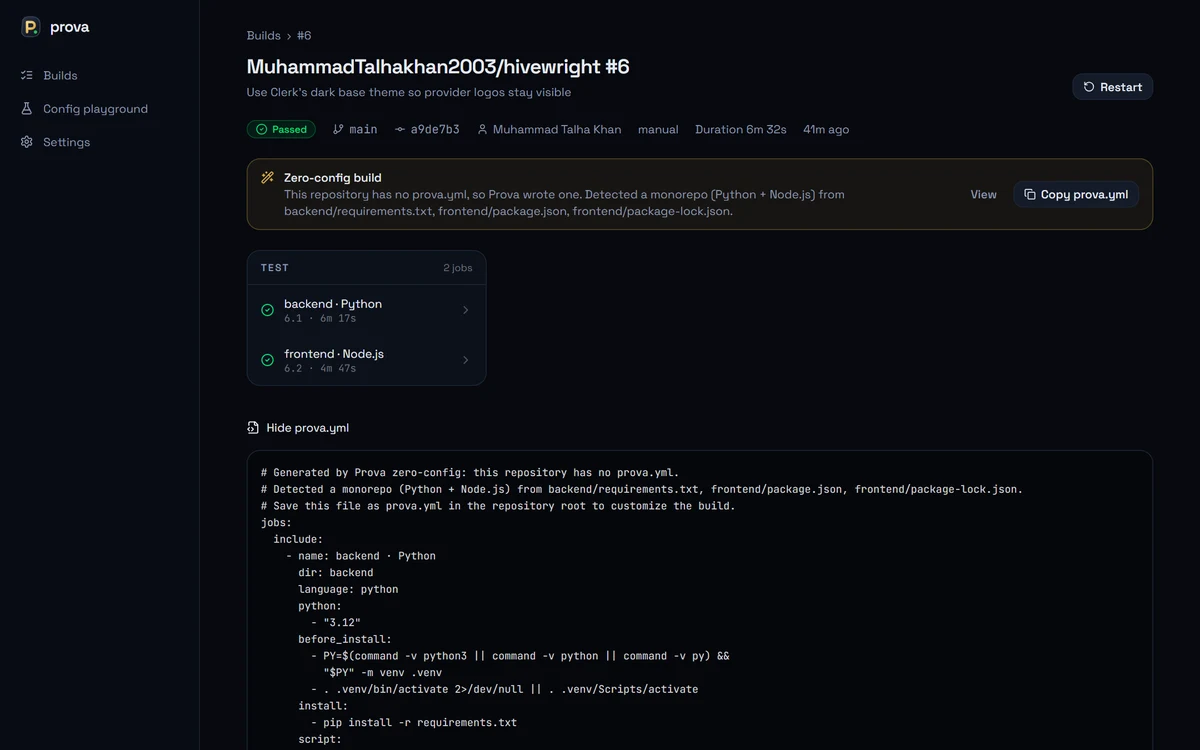 prova
Builds
Config playground
Settings
Builds › #6
MuhammadTalhakhan2003/hivewright #6
Use Clerk's dark base theme so provider logos stay visible
Restart
Passed main a9de7b3 Muhammad Talha Khan manual Duration 6m 32s 41m ago
Zero-config build
This repository has no prova.yml, so Prova wrote one. Detected a monorepo (Python + Node.js) from
backend/requirements.txt, frontend/package.json, frontend/package-lock.json.
View
Copy prova.yml
TEST 2 jobs
backend · Python
6.1 · 6m 17s
frontend · Node.js
6.2 · 4m 47s
Hide prova.yml
# Generated by Prova zero-config: this repository has no prova.yml.
# Detected a monorepo (Python + Node.js) from backend/requirements.txt, frontend/package.json, frontend/package-lock.json.
# Save this file as prova.yml in the repository root to customize the build.
jobs:
  include:
    - name: backend · Python
      dir: backend
      language: python
      python:
        - "3.12"
      before_install:
        - PY=$(command -v python3 || command -v python || command -v py) &&
          "$PY" -m venv .venv
        - . .venv/bin/activate 2>/dev/null || . .venv/Scripts/activate
      install:
        - pip install -r requirements.txt
      script: